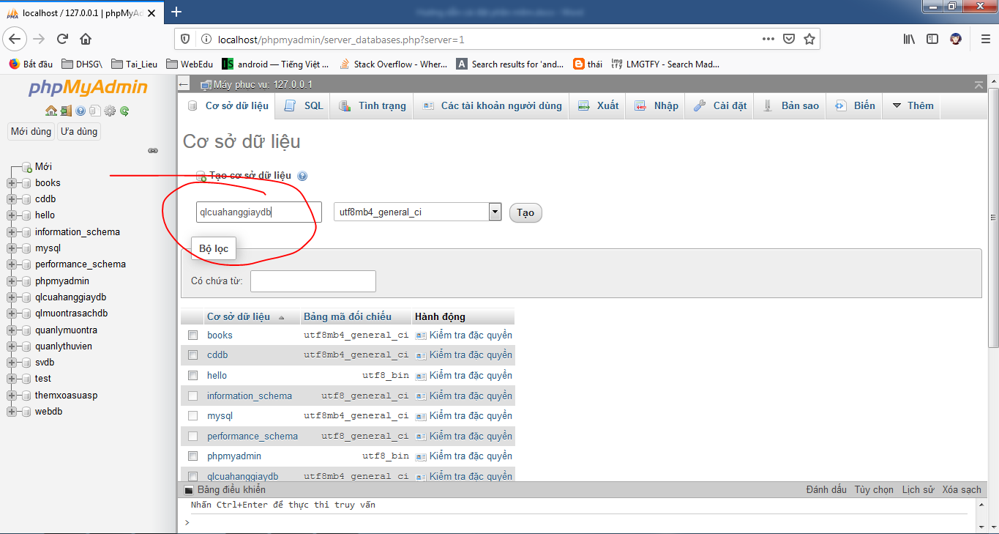 localhost / 127.0.0.1 | phpMyAd
localhost/phpmyadmin/server_databases.php?server=1
Bắt đầu DHSG\ Tai_Lieu WebEdu android — Tiếng Việt ... Stack Overflow - Wher... Search results for 'and... thái LMGTFY - Search Mad...
phpMyAdmin
Mới dùng Ưa dùng
Mới
books
cddb
hello
information_schema
mysql
performance_schema
phpmyadmin
qlcuahanggiaydb
qlmuontrasachdb
quanlymuontra
quanlythuvien
svdb
test
themxoasuasp
webdb
Máy phục vụ: 127.0.0.1
Cơ sở dữ liệu SQL Tình trạng Các tài khoản người dùng Xuất Nhập Cài đặt Bản sao Biến Thêm
Cơ sở dữ liệu
Tạo cơ sở dữ liệu
qlcuahanggiaydb utf8mb4_general_ci Tạo
Bộ lọc
Có chứa từ:
Cơ sở dữ liệu Bảng mã đối chiếu Hành động
books utf8mb4_general_ci Kiểm tra đặc quyền
cddb utf8mb4_general_ci Kiểm tra đặc quyền
hello utf8_bin Kiểm tra đặc quyền
information_schema utf8_general_ci Kiểm tra đặc quyền
mysql utf8mb4_general_ci Kiểm tra đặc quyền
performance_schema utf8_general_ci Kiểm tra đặc quyền
phpmyadmin utf8_bin Kiểm tra đặc quyền
qlcuahanggiaydb utf8mb4_general_ci Kiểm tra đặc quyền
Bảng điều khiển Đánh dấu Tùy chọn Lịch sử Xóa sạch
Nhấn Ctrl+Enter để thực thi truy vấn
>